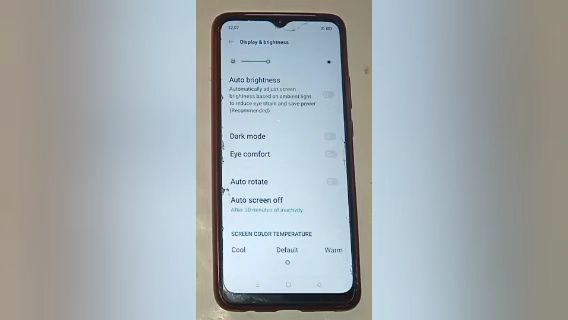 Display & brightness
Auto brightness
Automatically adjust screen
brightness based on ambient light
to reduce eye strain and save power
(Recommended)
Dark mode
Eye comfort
Auto rotate
Auto screen off
After 30 minutes of inactivity
SCREEN COLOR TEMPERATURE
Cool Default Warm